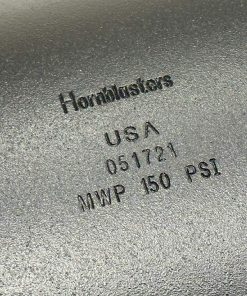 Hornblasters
USA
051721
MWP 150 PSI